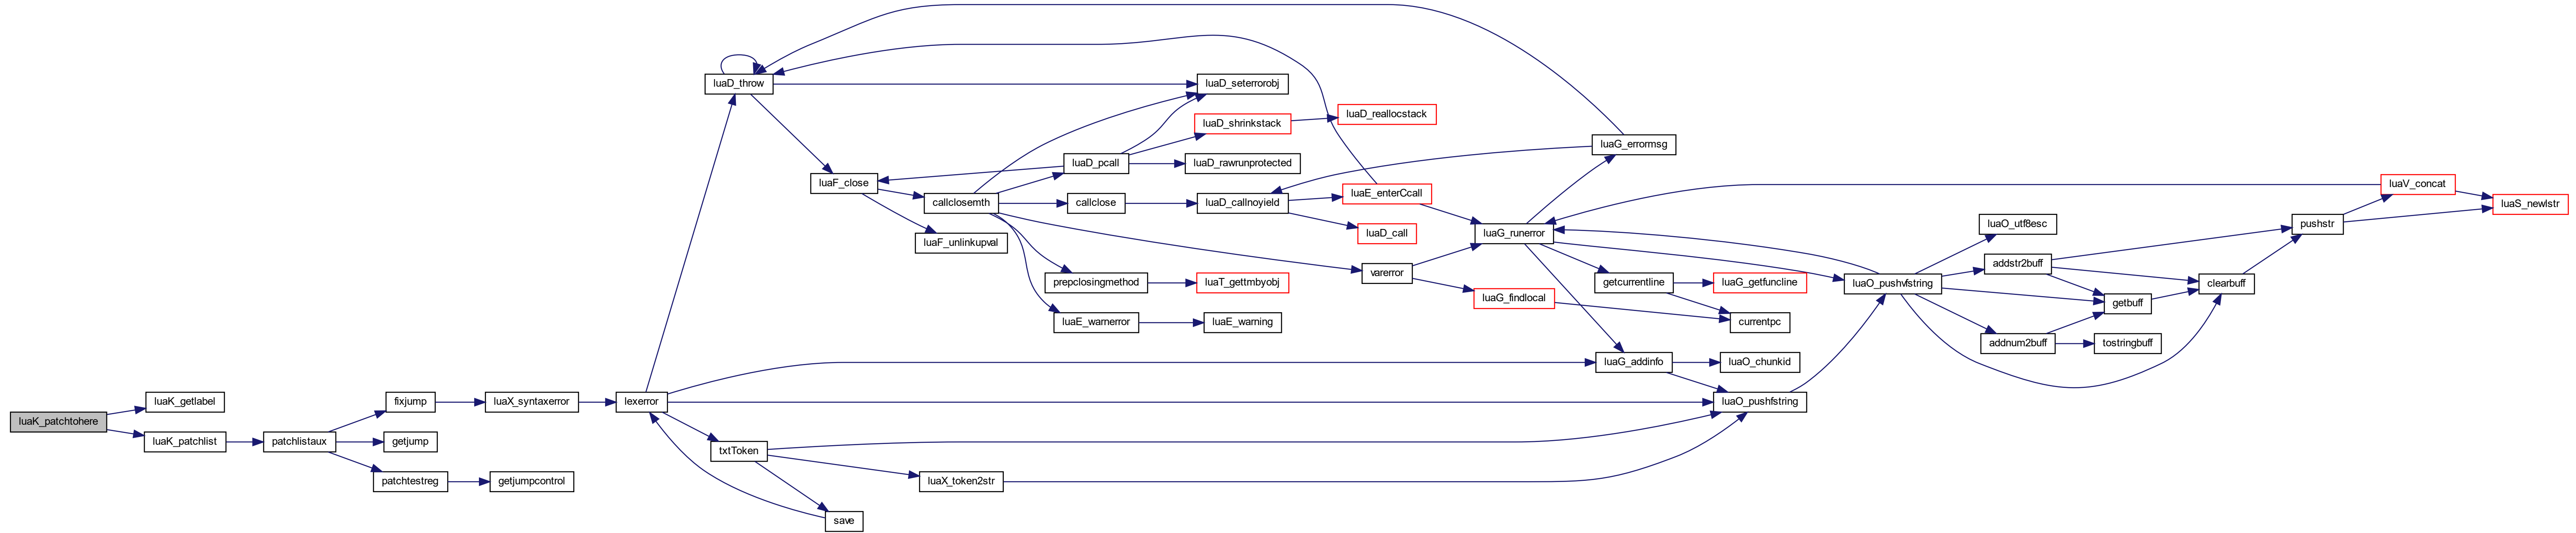 luaK_patchtohere
luaK_getlabel
luaK_patchlist
patchlistaux
fixjump
getjump
patchtestreg
luaX_syntaxerror
getjumpcontrol
lexerror
luaD_throw
txtToken
luaF_close
save
callclosemth
luaF_unlinkupval
luaX_token2str
luaD_pcall
callclose
prepclosingmethod
luaE_warnerror
luaD_seterrorobj
luaD_shrinkstack
luaD_rawrunprotected
luaD_callnoyield
luaT_gettmbyobj
luaE_warning
luaD_reallocstack
luaE_enterCcall
luaD_call
varerror
luaG_runerror
luaG_findlocal
luaG_errormsg
getcurrentline
luaG_addinfo
luaG_getfuncline
currentpc
luaO_chunkid
luaO_pushfstring
luaO_pushvfstring
luaO_utf8esc
addstr2buff
addnum2buff
getbuff
tostringbuff
clearbuff
pushstr
luaV_concat
luaS_newlstr